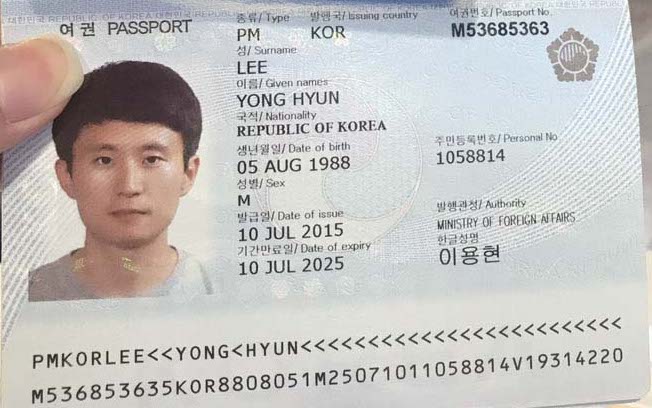 여권 PASSPORT
종류/Type 발행국/Issuing country 여권번호/Passport No.
PM KOR M53685363
성/Surname
LEE
이름/Given names
YONG HYUN
국적/Nationality
REPUBLIC OF KOREA
생년월일/Date of birth 주민등록번호/Personal No
05 AUG 1988 1058814
성별/Sex
M
발급일/Date of issue 발행관청/Authority
10 JUL 2015 MINISTRY OF FOREIGN AFFAIRS
기간만료일/Date of expiry 한글성명
10 JUL 2025 이용현
PMKORLEE<<YONG<HYUN<<<<<<<<<<<<<<<<<<<<<<<<<
M536853635KOR8808051M25071011058814V19314220